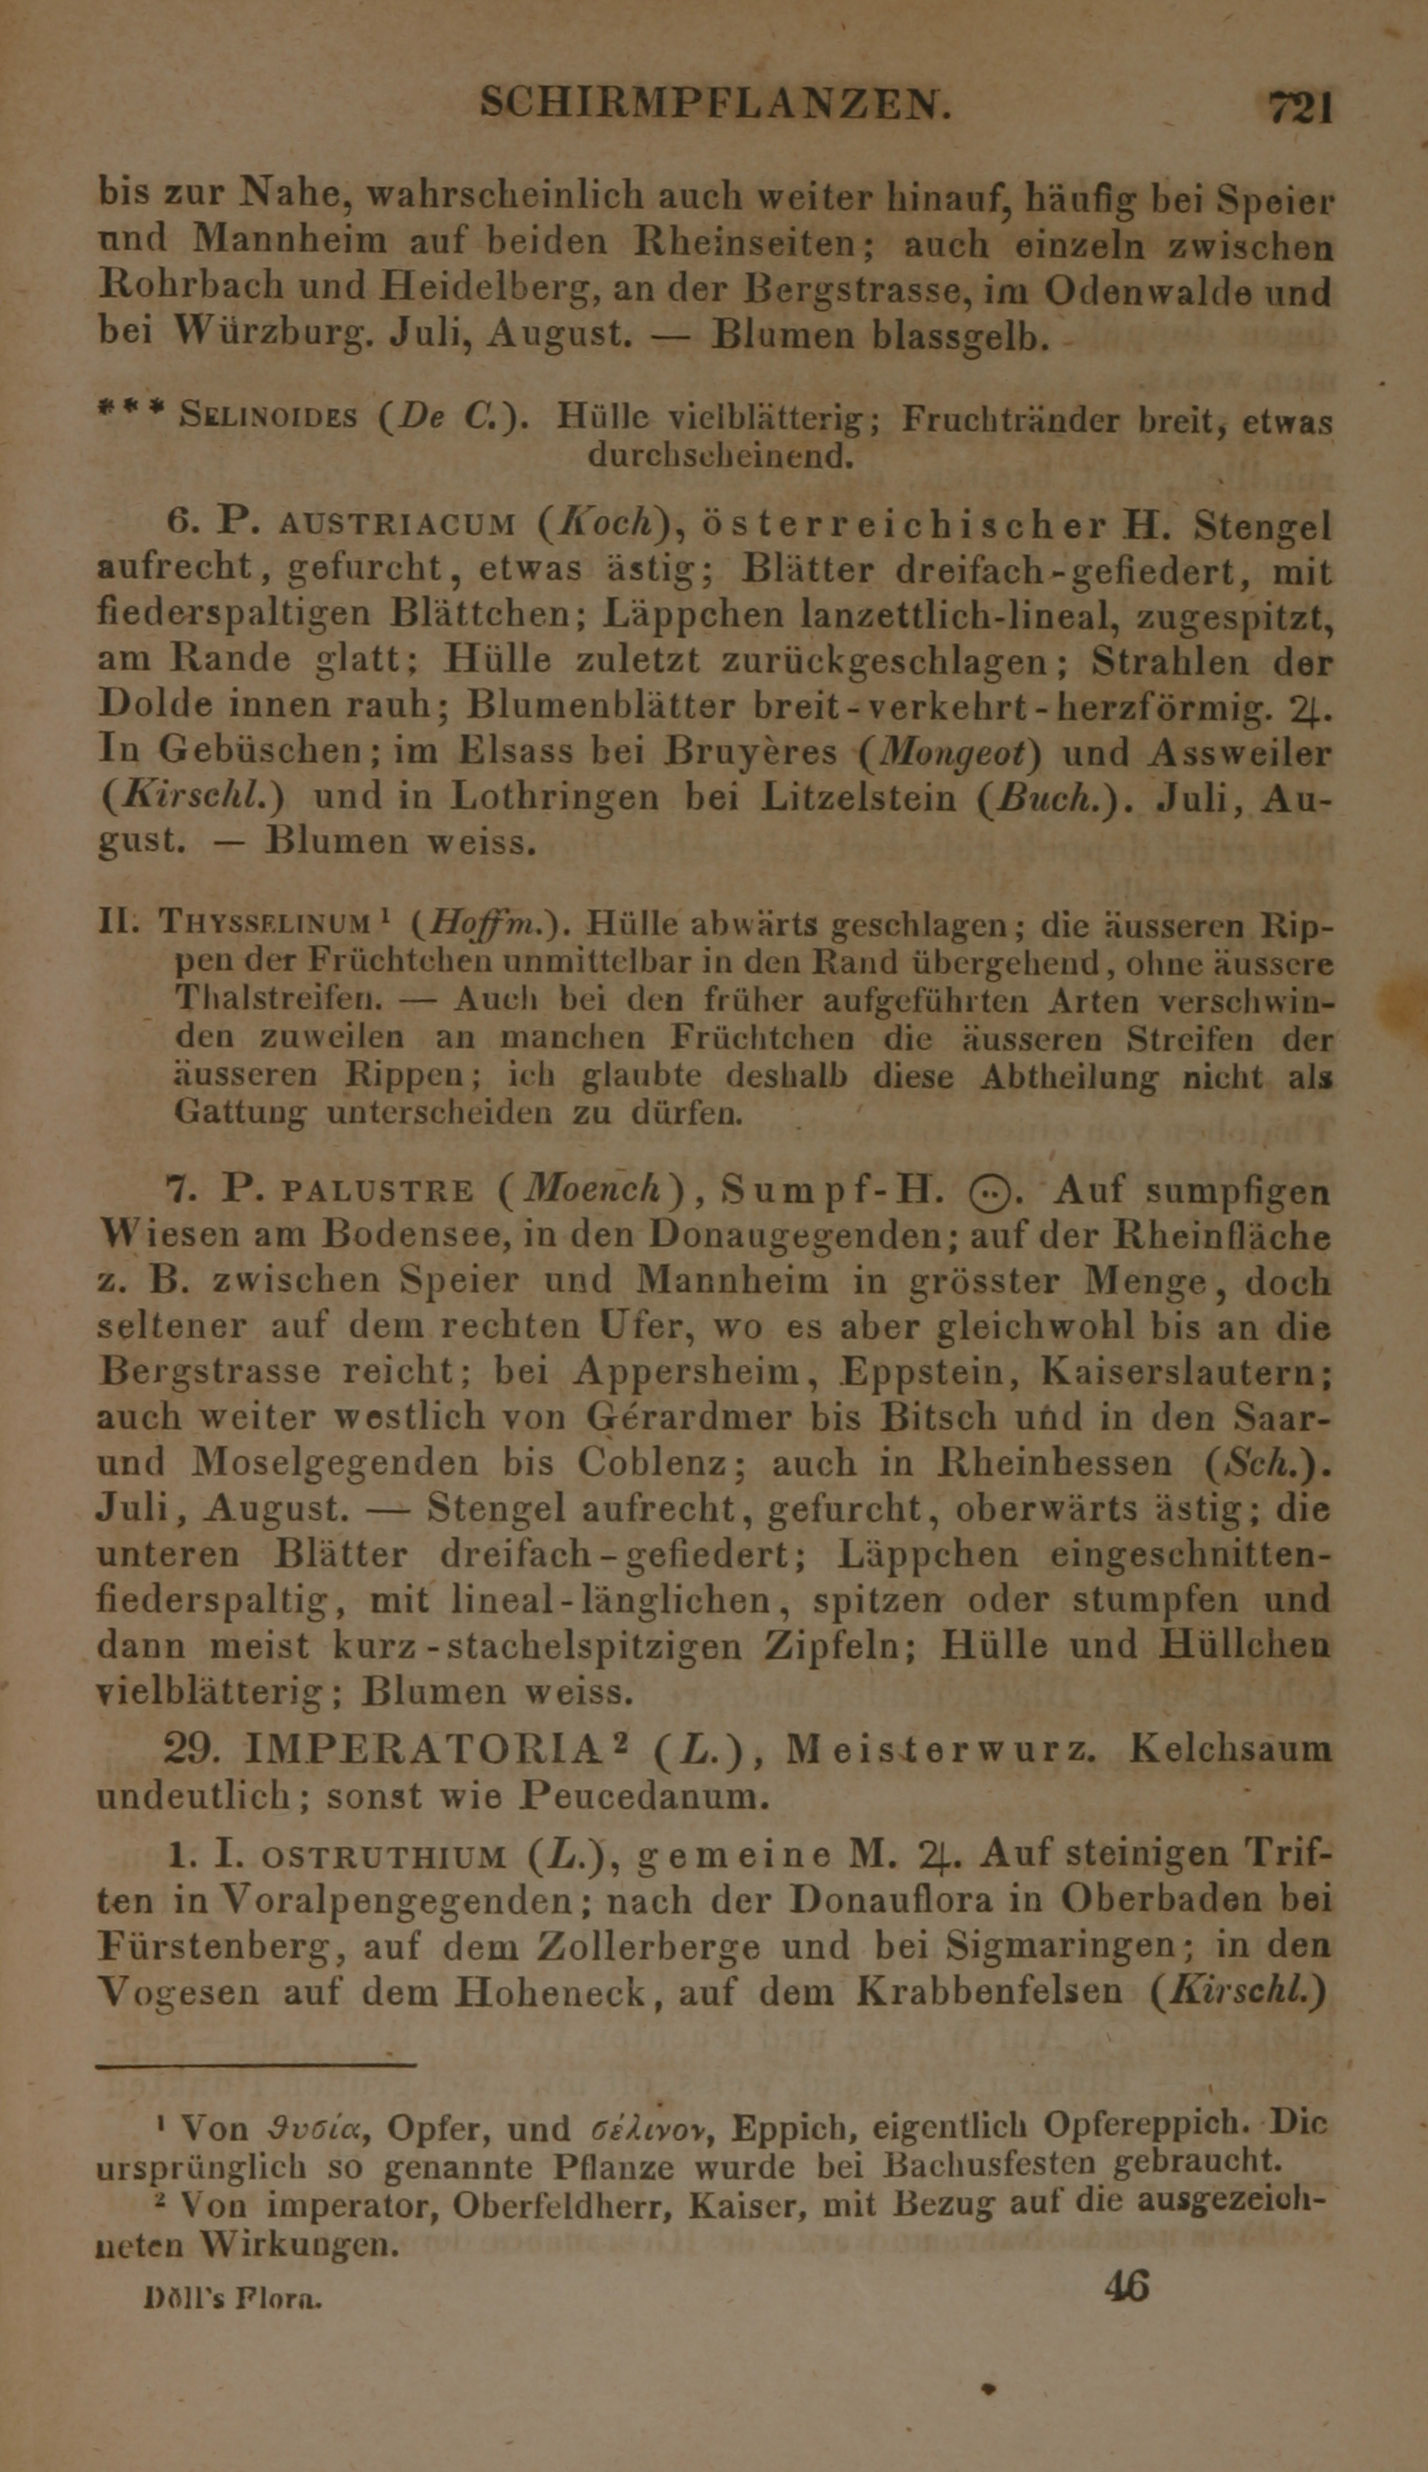 SCHIRMPFLANZEN. 721
bis zur Nahe, wahrscheinlich auch weiter hinauf, häufig bei Speier
und Mannheim auf beiden Rheinseiten; auch einzeln zwischen
Rohrbach und Heidelberg, an der Bergstrasse, im Odenwalde und
bei Würzburg. Juli, August. — Blumen blassgelb.
*** SELINOIDES (De C.). Hülle vielblätterig; Fruchtränder breit, etwas
durchscheinend.
6. P. AUSTRIACUM (Koch), österreichischer H. Stengel
aufrecht, gefurcht, etwas ästig; Blätter dreifach-gefiedert, mit
fiederspaltigen Blättchen; Läppchen lanzettlich-lineal, zugespitzt,
am Rande glatt; Hülle zuletzt zurückgeschlagen; Strahlen der
Dolde innen rauh; Blumenblätter breit-verkehrt-herzförmig. ♃.
In Gebüschen; im Elsass bei Bruyères (Mongeot) und Assweiler
(Kirschl.) und in Lothringen bei Litzelstein (Buch.). Juli, Au-
gust. — Blumen weiss.
II. THYSSELINUM¹ (Hoffm.). Hülle abwärts geschlagen; die äusseren Rip-
pen der Früchtchen unmittelbar in den Rand übergehend, ohne äussere
Thalstreifen. — Auch bei den früher aufgeführten Arten verschwin-
den zuweilen an manchen Früchtchen die äusseren Streifen der
äusseren Rippen; ich glaubte deshalb diese Abtheilung nicht als
Gattung unterscheiden zu dürfen.
7. P. PALUSTRE (Moench), Sumpf-H. ⚇. Auf sumpfigen
Wiesen am Bodensee, in den Donaugegenden; auf der Rheinfläche
z. B. zwischen Speier und Mannheim in grösster Menge, doch
seltener auf dem rechten Ufer, wo es aber gleichwohl bis an die
Bergstrasse reicht; bei Appersheim, Eppstein, Kaiserslautern;
auch weiter westlich von Gérardmer bis Bitsch und in den Saar-
und Moselgegenden bis Coblenz; auch in Rheinhessen (Sch.).
Juli, August. — Stengel aufrecht, gefurcht, oberwärts ästig; die
unteren Blätter dreifach-gefiedert; Läppchen eingeschnitten-
fiederspaltig, mit lineal-länglichen, spitzen oder stumpfen und
dann meist kurz-stachelspitzigen Zipfeln; Hülle und Hüllchen
vielblätterig; Blumen weiss.
29. IMPERATORIA² (L.), Meisterwurz. Kelchsaum
undeutlich; sonst wie Peucedanum.
1. I. OSTRUTHIUM (L.), gemeine M. ♃. Auf steinigen Trif-
ten in Voralpengegenden; nach der Donauflora in Oberbaden bei
Fürstenberg, auf dem Zollerberge und bei Sigmaringen; in den
Vogesen auf dem Hoheneck, auf dem Krabbenfelsen (Kirschl.)
¹ Von ϑυσία, Opfer, und σέλινον, Eppich, eigentlich Opfereppich. Die
ursprünglich so genannte Pflanze wurde bei Bachusfesten gebraucht.
² Von imperator, Oberfeldherr, Kaiser, mit Bezug auf die ausgezeich-
neten Wirkungen.
Döll's Flora. 46